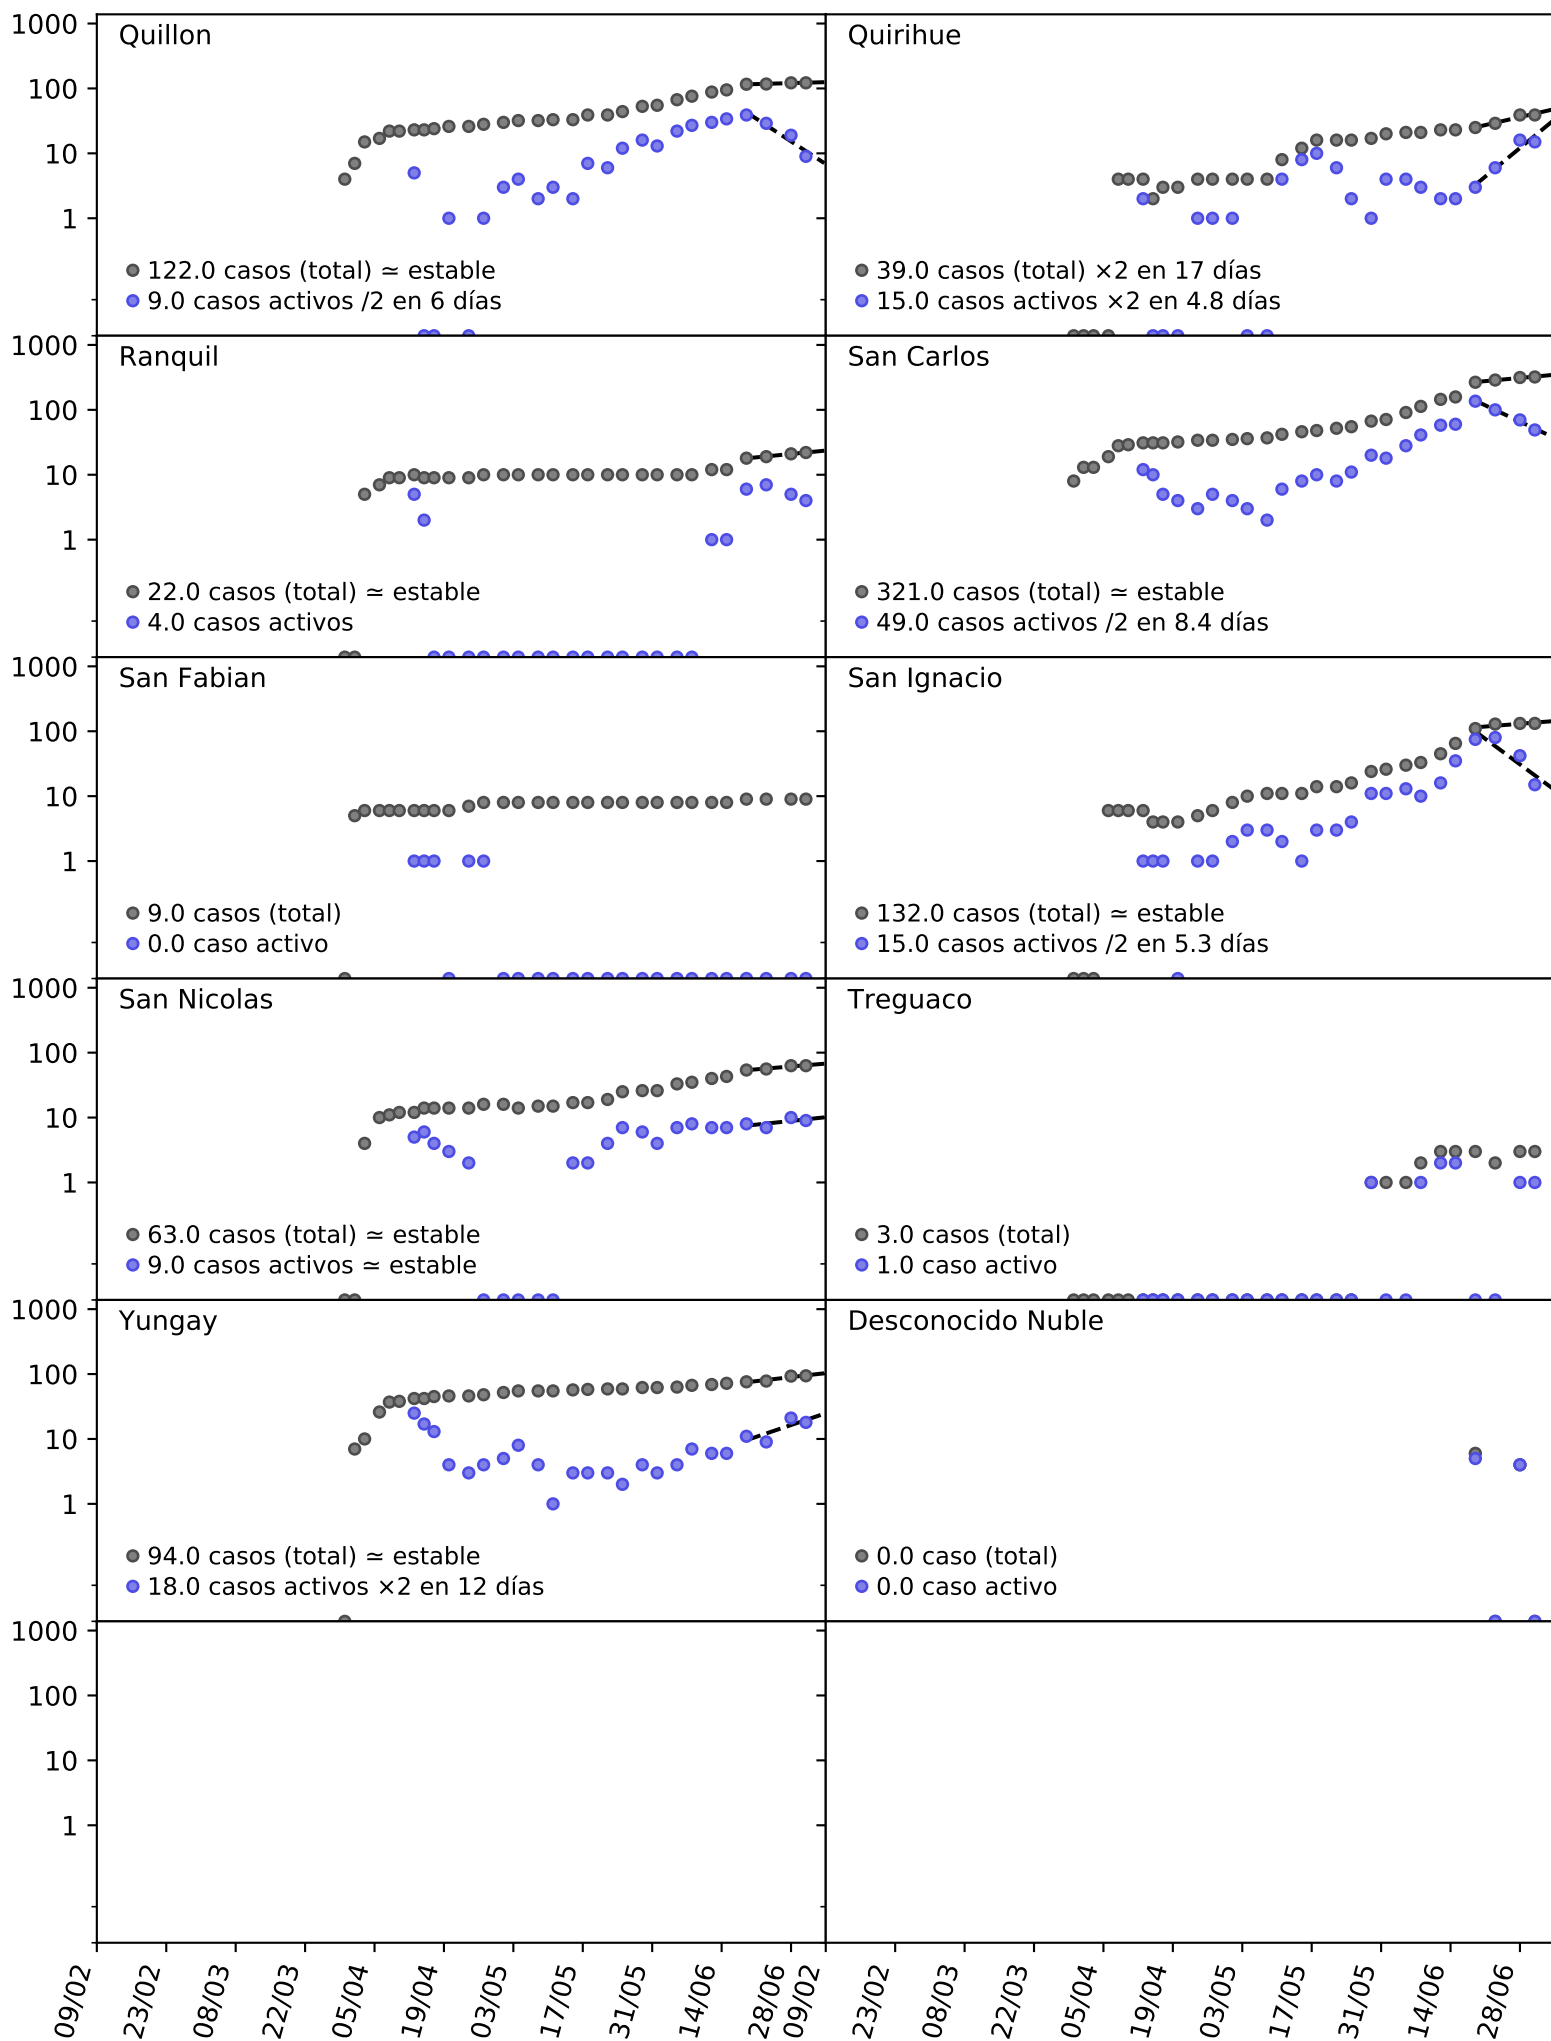 1000
Quillon
Quirihue
100
10
1
122.0 casos (total) ≃ estable
39.0 casos (total) ×2 en 17 días
9.0 casos activos /2 en 6 días
15.0 casos activos ×2 en 4.8 días
1000
Ranquil
San Carlos
100
10
1
22.0 casos (total) ≃ estable
321.0 casos (total) ≃ estable
4.0 casos activos
49.0 casos activos /2 en 8.4 días
1000
San Fabian
San Ignacio
100
10
1
9.0 casos (total)
132.0 casos (total) ≃ estable
0.0 caso activo
15.0 casos activos /2 en 5.3 días
1000
San Nicolas
Treguaco
100
10
1
63.0 casos (total) ≃ estable
3.0 casos (total)
9.0 casos activos ≃ estable
1.0 caso activo
1000
Yungay
Desconocido Nuble
100
10
1
94.0 casos (total) ≃ estable
0.0 caso (total)
18.0 casos activos ×2 en 12 días
0.0 caso activo
1000
100
10
1
09/02 23/02 08/03 22/03 05/04 19/04 03/05 17/05 31/05 14/06 28/06 09/02 23/02 08/03 22/03 05/04 19/04 03/05 17/05 31/05 14/06 28/06